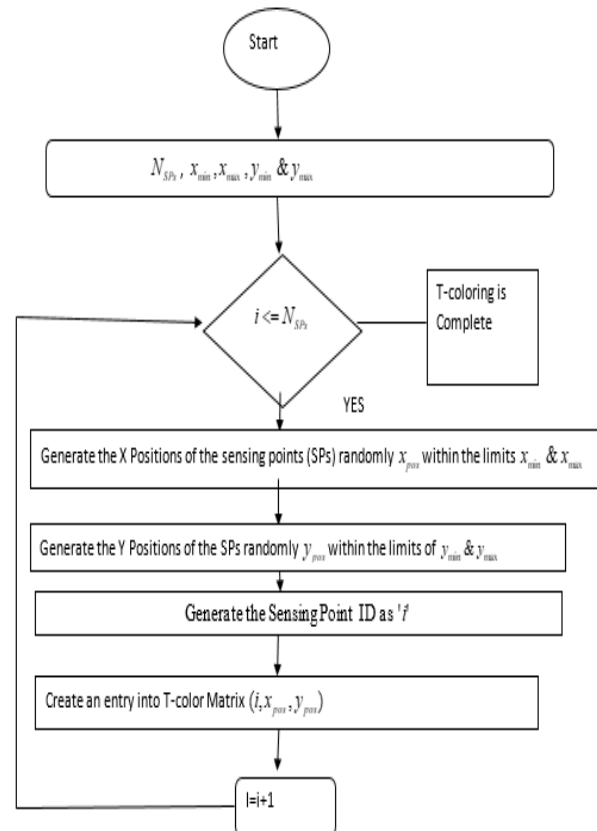 Start
N_SPs, x_min, x_max, y_min & y_max
i <= N_SPs
T-coloring is
Complete
YES
Generate the X Positions of the sensing points (SPs) randomly x_pos within the limits x_min & x_max
Generate the Y Positions of the SPs randomly y_pos within the limits of y_min & y_max
Generate the Sensing Point ID as 'i'
Create an entry into T-color Matrix (i, x_pos, y_pos)
I=i+1